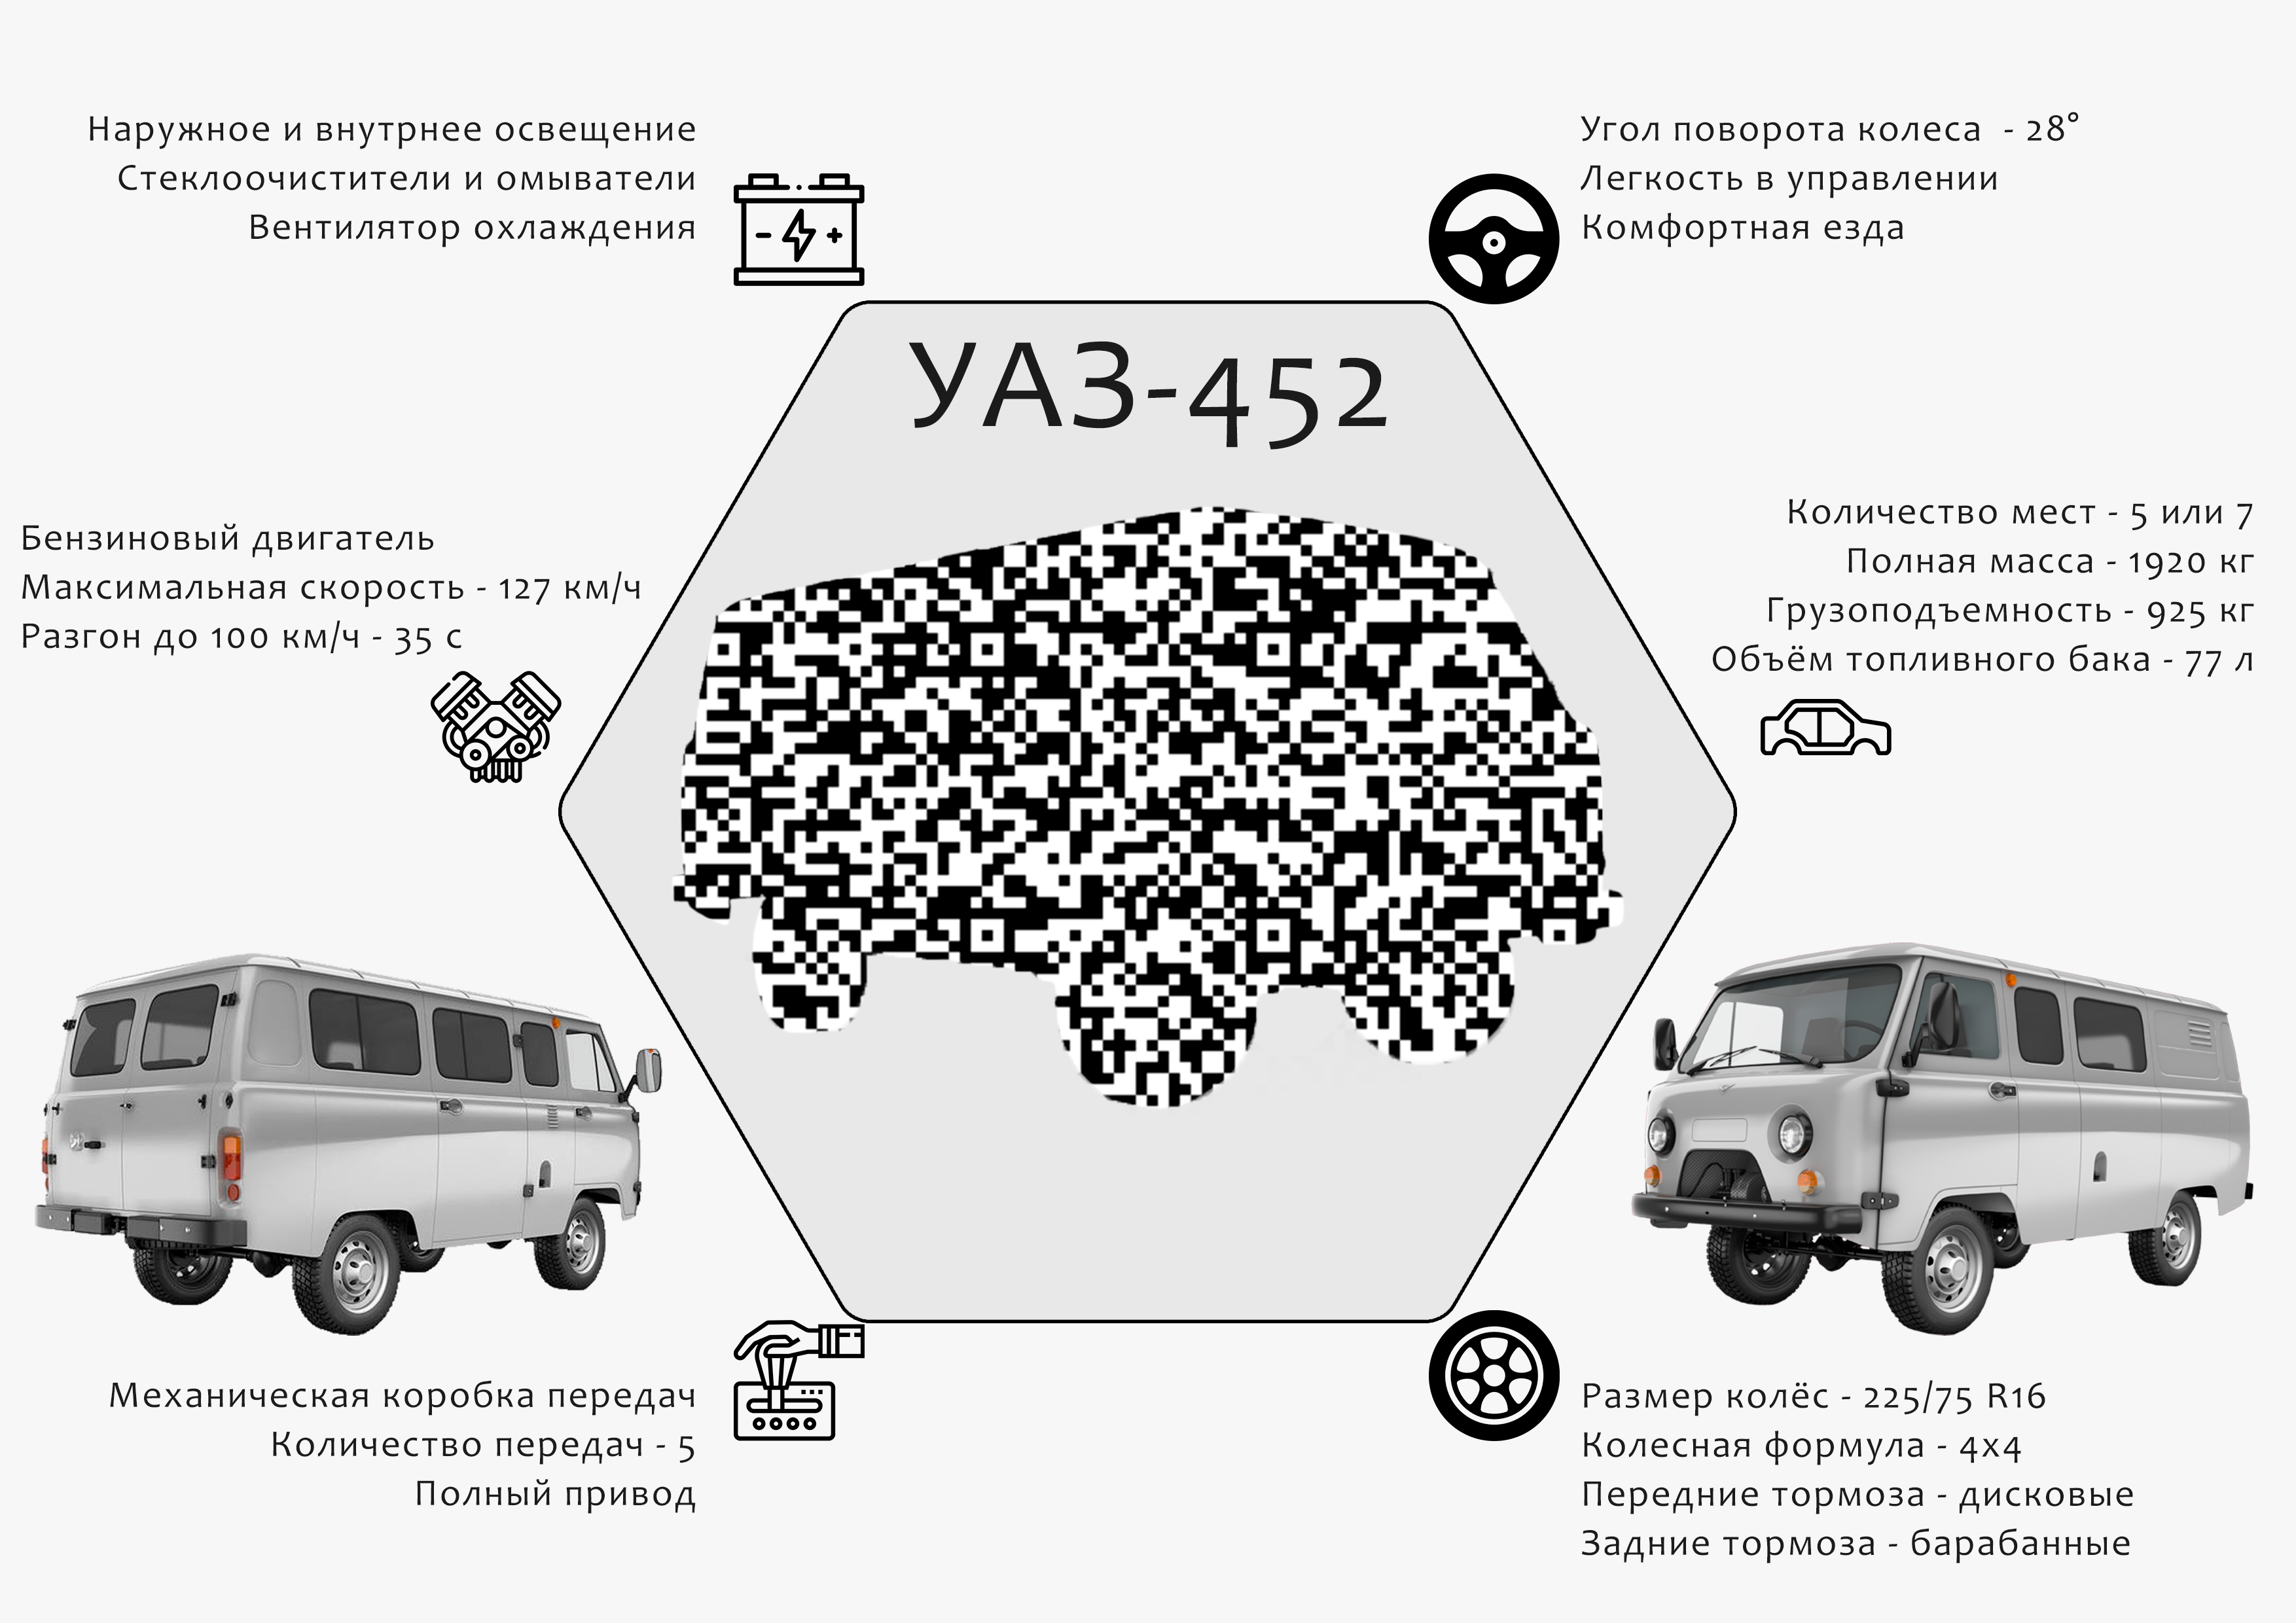 Наружное и внутрнее освещение
Стеклоочистители и омыватели
Вентилятор охлаждения
Угол поворота колеса - 28°
Легкость в управлении
Комфортная езда
УАЗ-452
Бензиновый двигатель
Максимальная скорость - 127 км/ч
Разгон до 100 км/ч - 35 с
Количество мест - 5 или 7
Полная масса - 1920 кг
Грузоподъемность - 925 кг
Объём топливного бака - 77 л
Механическая коробка передач
Количество передач - 5
Полный привод
Размер колёс - 225/75 R16
Колесная формула - 4х4
Передние тормоза - дисковые
Задние тормоза - барабанные